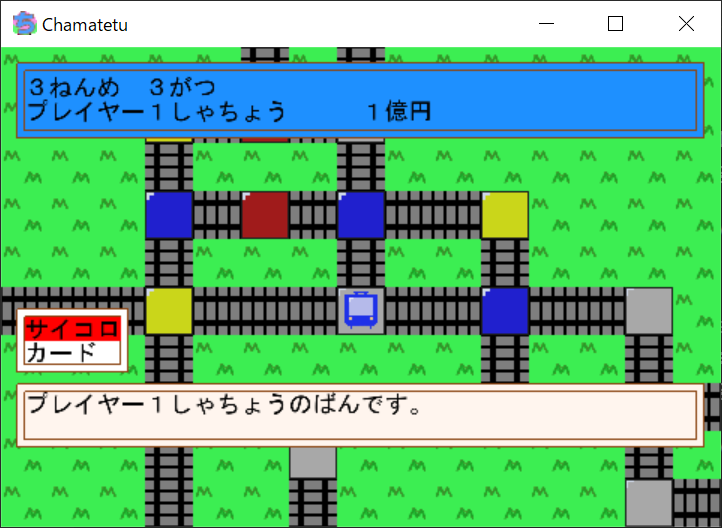 Chamatetu
３ねんめ　３がつ
プレイヤー１しゃちょう　　　１億円
サイコロ
カード
プレイヤー１しゃちょうのばんです。